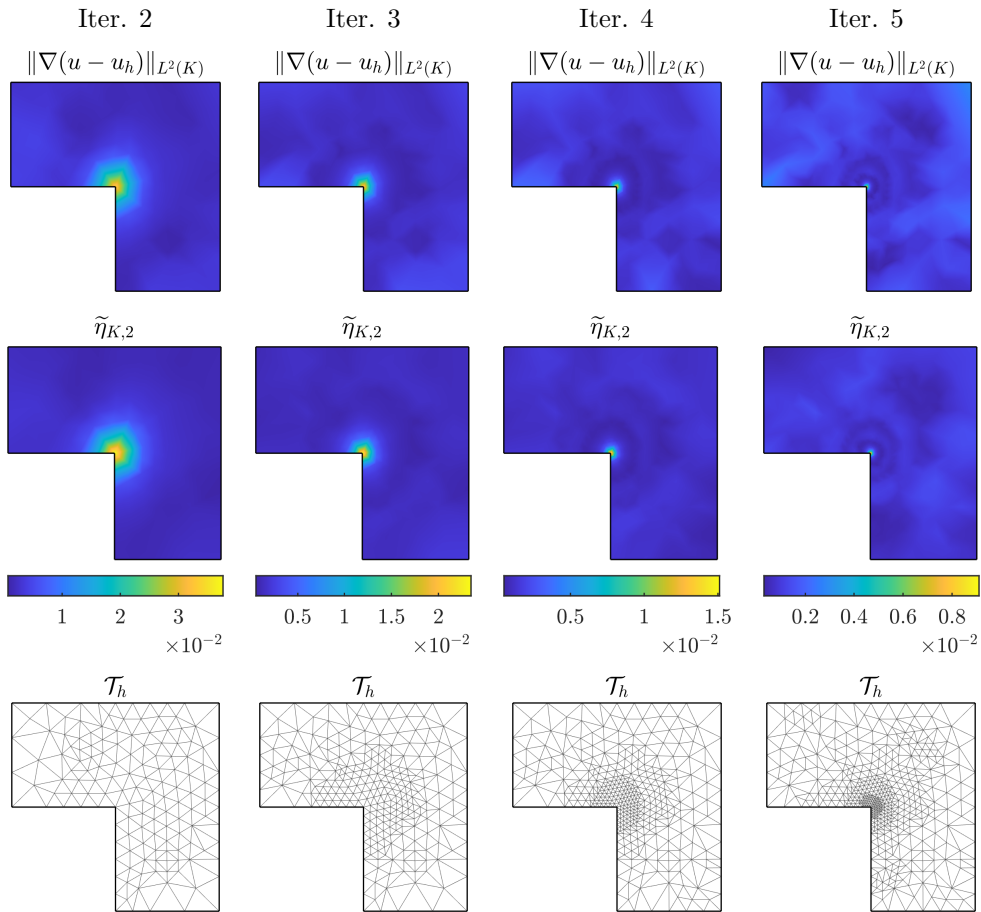 Iter. 2 Iter. 3 Iter. 4 Iter. 5
‖∇(u − u_h)‖_{L²(K)} ‖∇(u − u_h)‖_{L²(K)} ‖∇(u − u_h)‖_{L²(K)} ‖∇(u − u_h)‖_{L²(K)}
η̃_{K,2} η̃_{K,2} η̃_{K,2} η̃_{K,2}
1 2 3 0.5 1 1.5 2 0.5 1 1.5 0.2 0.4 0.6 0.8
×10⁻² ×10⁻² ×10⁻² ×10⁻²
𝒯_h 𝒯_h 𝒯_h 𝒯_h